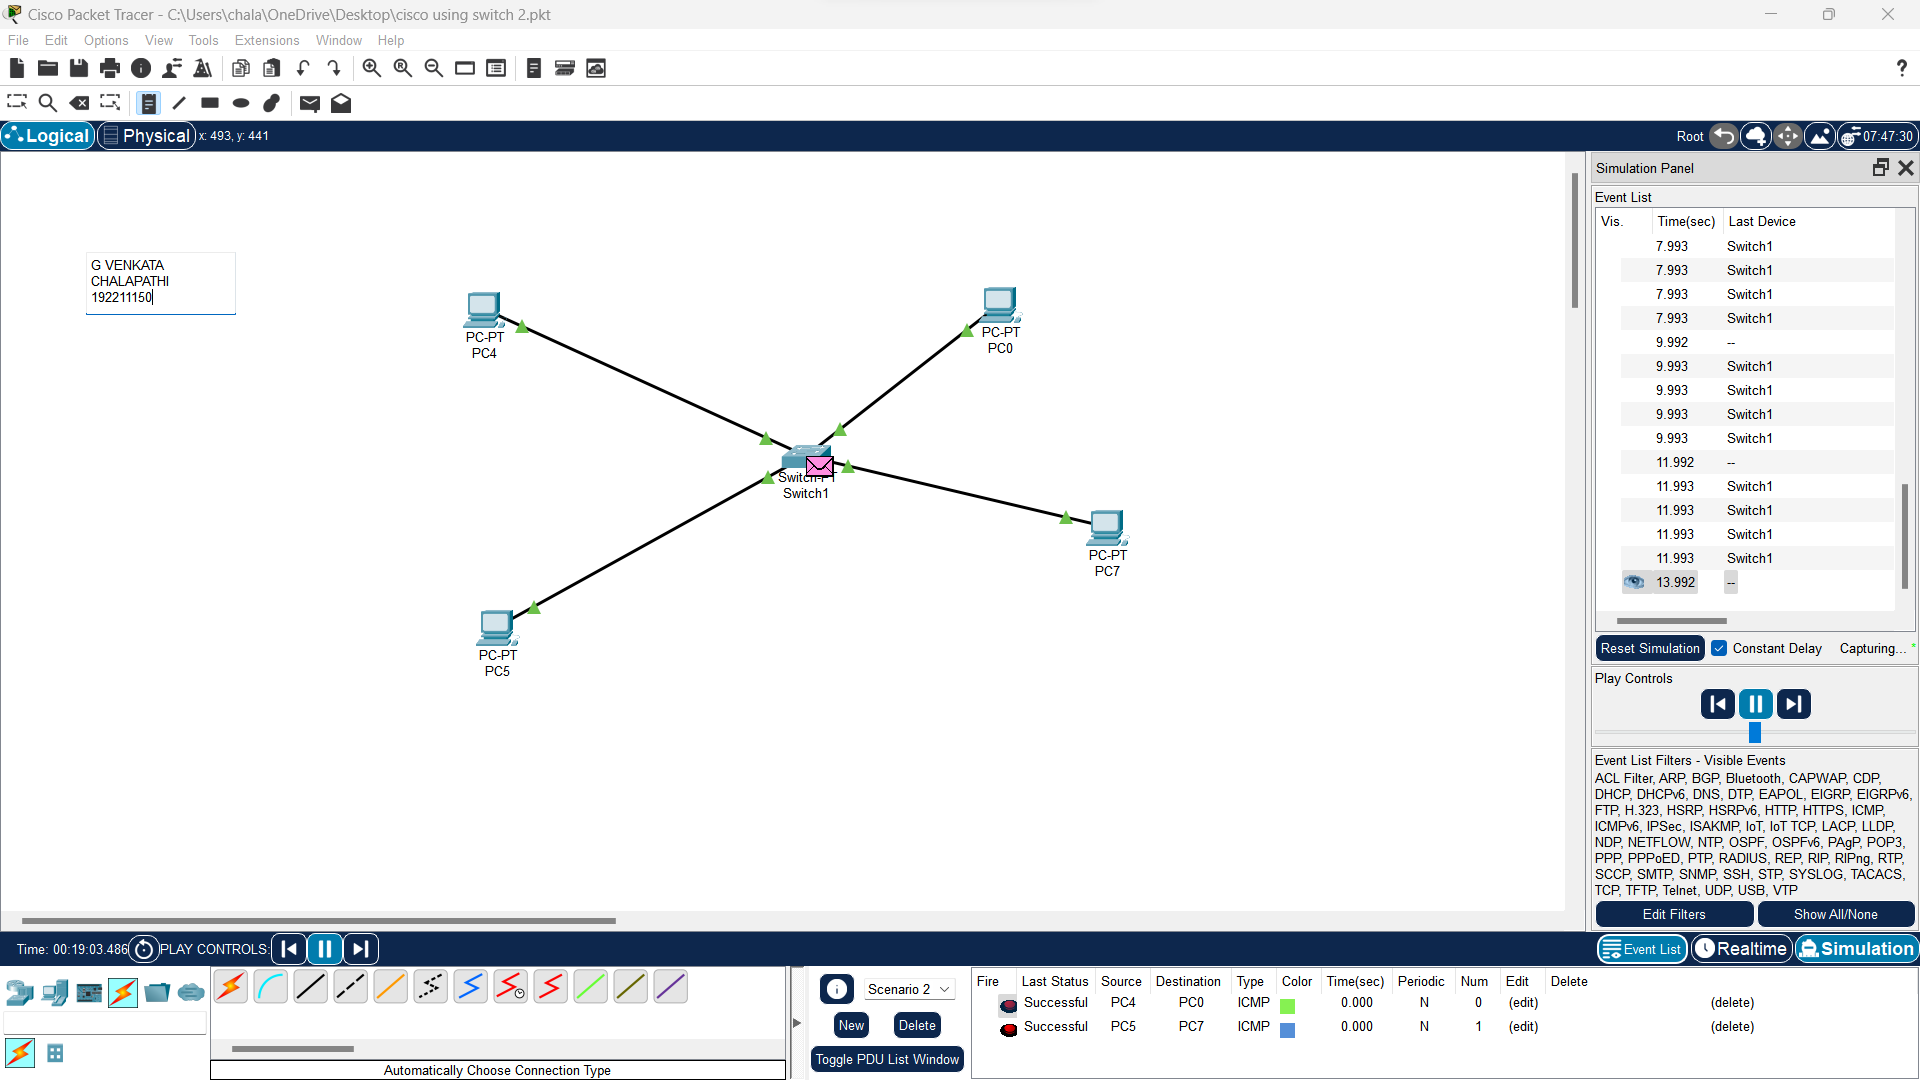 Cisco Packet Tracer - C:\Users\chala\OneDrive\Desktop\cisco using switch 2.pkt
File Edit Options View Tools Extensions Window Help
?
Logical Physical x: 493, y: 441 Root 07:47:30
Simulation Panel
Event List
Vis. Time(sec) Last Device
7.993 Switch1
7.993 Switch1
7.993 Switch1
7.993 Switch1
9.992 --
9.993 Switch1
9.993 Switch1
9.993 Switch1
9.993 Switch1
11.992 --
11.993 Switch1
11.993 Switch1
11.993 Switch1
11.993 Switch1
13.992 --
Reset Simulation Constant Delay Capturing... *
Play Controls
Event List Filters - Visible Events
ACL Filter, ARP, BGP, Bluetooth, CAPWAP, CDP,
DHCP, DHCPv6, DNS, DTP, EAPOL, EIGRP, EIGRPv6,
FTP, H.323, HSRP, HSRPv6, HTTP, HTTPS, ICMP,
ICMPv6, IPSec, ISAKMP, IoT, IoT TCP, LACP, LLDP,
NDP, NETFLOW, NTP, OSPF, OSPFv6, PAgP, POP3,
PPP, PPPoED, PTP, RADIUS, REP, RIP, RIPng, RTP,
SCCP, SMTP, SNMP, SSH, STP, SYSLOG, TACACS,
TCP, TFTP, Telnet, UDP, USB, VTP
Edit Filters Show All/None
G VENKATA
CHALAPATHI
192211150
PC-PT
PC4
PC-PT
PC0
Switch-PT
Switch1
PC-PT
PC7
PC-PT
PC5
Time: 00:19:03.486 PLAY CONTROLS: Event List Realtime Simulation
Automatically Choose Connection Type
Scenario 2
New Delete
Toggle PDU List Window
Fire Last Status Source Destination Type Color Time(sec) Periodic Num Edit Delete
Successful PC4 PC0 ICMP 0.000 N 0 (edit) (delete)
Successful PC5 PC7 ICMP 0.000 N 1 (edit) (delete)